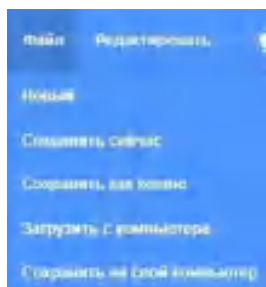 Файл Редактировать
Новый
Сохранить сейчас
Сохранить как копию
Загрузить с компьютера
Сохранить на свой компьютер